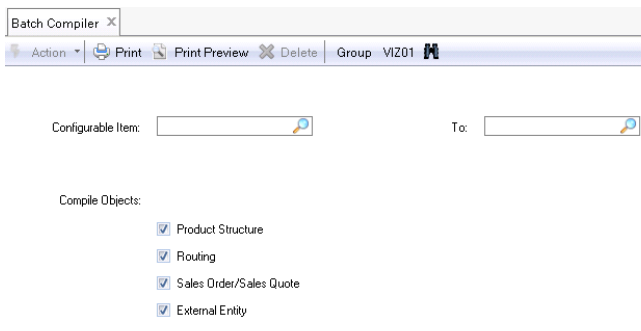 Batch Compiler X
Action Print Print Preview Delete Group VIZ01
Configurable Item: To:
Compile Objects:
Product Structure
Routing
Sales Order/Sales Quote
External Entity